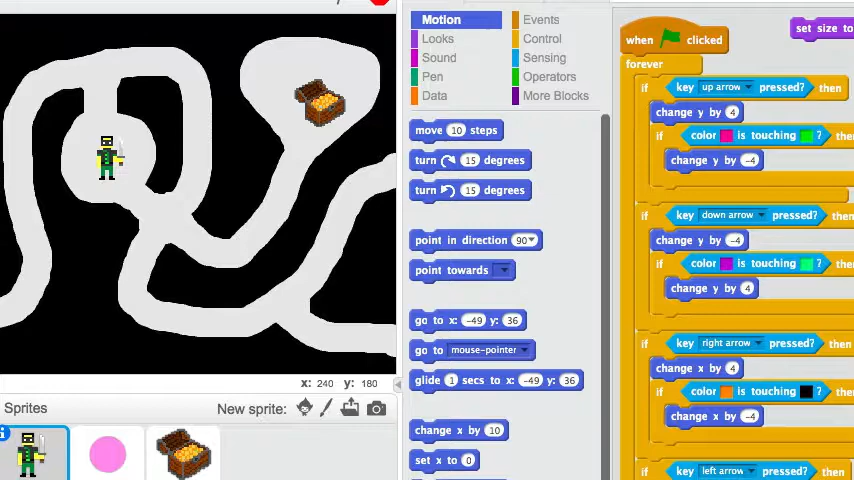 Motion
Looks
Sound
Pen
Data
Events
Control
Sensing
Operators
More Blocks
move 10 steps
turn 15 degrees
turn 15 degrees
point in direction 90
point towards
go to x: -49 y: 36
go to mouse-pointer
glide 1 secs to x: -49 y: 36
change x by 10
set x to 0
x: 240 y: 180
Sprites
New sprite:
i
set size to
when clicked
forever
if key up arrow pressed? then
change y by 4
if color is touching ? then
change y by -4
if key down arrow pressed? then
change y by -4
if color is touching ? then
change y by 4
if key right arrow pressed? then
change x by 4
if color is touching ? then
change x by -4
if key left arrow pressed? then